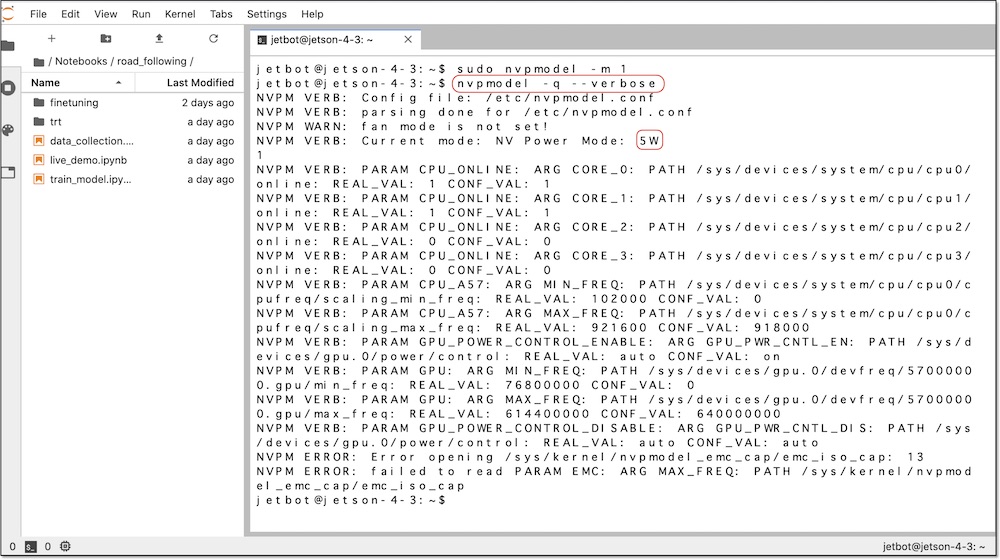 File Edit View Run Kernel Tabs Settings Help
jetbot@jetson-4-3: ~
/ Notebooks / road_following /
Name Last Modified
finetuning 2 days ago
trt a day ago
data_collection.... a day ago
live_demo.ipynb a day ago
train_model.ipy... a day ago
jetbot@jetson-4-3:~$ sudo nvpmodel -m 1
jetbot@jetson-4-3:~$ nvpmodel -q --verbose
NVPM VERB: Config file: /etc/nvpmodel.conf
NVPM VERB: parsing done for /etc/nvpmodel.conf
NVPM WARN: fan mode is not set!
NVPM VERB: Current mode: NV Power Mode: 5W
1
NVPM VERB: PARAM CPU_ONLINE: ARG CORE_0: PATH /sys/devices/system/cpu/cpu0/
online: REAL_VAL: 1 CONF_VAL: 1
NVPM VERB: PARAM CPU_ONLINE: ARG CORE_1: PATH /sys/devices/system/cpu/cpu1/
online: REAL_VAL: 1 CONF_VAL: 1
NVPM VERB: PARAM CPU_ONLINE: ARG CORE_2: PATH /sys/devices/system/cpu/cpu2/
online: REAL_VAL: 0 CONF_VAL: 0
NVPM VERB: PARAM CPU_ONLINE: ARG CORE_3: PATH /sys/devices/system/cpu/cpu3/
online: REAL_VAL: 0 CONF_VAL: 0
NVPM VERB: PARAM CPU_A57: ARG MIN_FREQ: PATH /sys/devices/system/cpu/cpu0/c
pufreq/scaling_min_freq: REAL_VAL: 102000 CONF_VAL: 0
NVPM VERB: PARAM CPU_A57: ARG MAX_FREQ: PATH /sys/devices/system/cpu/cpu0/c
pufreq/scaling_max_freq: REAL_VAL: 921600 CONF_VAL: 918000
NVPM VERB: PARAM GPU_POWER_CONTROL_ENABLE: ARG GPU_PWR_CNTL_EN: PATH /sys/d
evices/gpu.0/power/control: REAL_VAL: auto CONF_VAL: on
NVPM VERB: PARAM GPU: ARG MIN_FREQ: PATH /sys/devices/gpu.0/devfreq/5700000
0.gpu/min_freq: REAL_VAL: 76800000 CONF_VAL: 0
NVPM VERB: PARAM GPU: ARG MAX_FREQ: PATH /sys/devices/gpu.0/devfreq/5700000
0.gpu/max_freq: REAL_VAL: 614400000 CONF_VAL: 640000000
NVPM VERB: PARAM GPU_POWER_CONTROL_DISABLE: ARG GPU_PWR_CNTL_DIS: PATH /sys
/devices/gpu.0/power/control: REAL_VAL: auto CONF_VAL: auto
NVPM ERROR: Error opening /sys/kernel/nvpmodel_emc_cap/emc_iso_cap: 13
NVPM ERROR: failed to read PARAM EMC: ARG MAX_FREQ: PATH /sys/kernel/nvpmod
el_emc_cap/emc_iso_cap
jetbot@jetson-4-3:~$
0 0 jetbot@jetson-4-3: ~